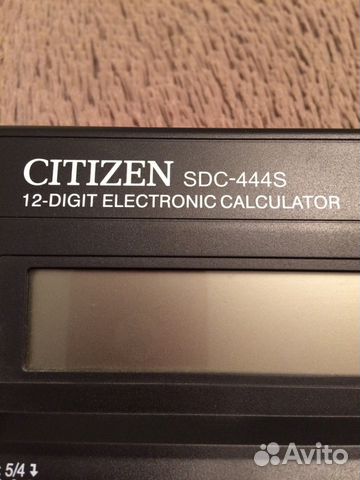 CITIZEN SDC-444S
12-DIGIT ELECTRONIC CALCULATOR
5/4
Avito